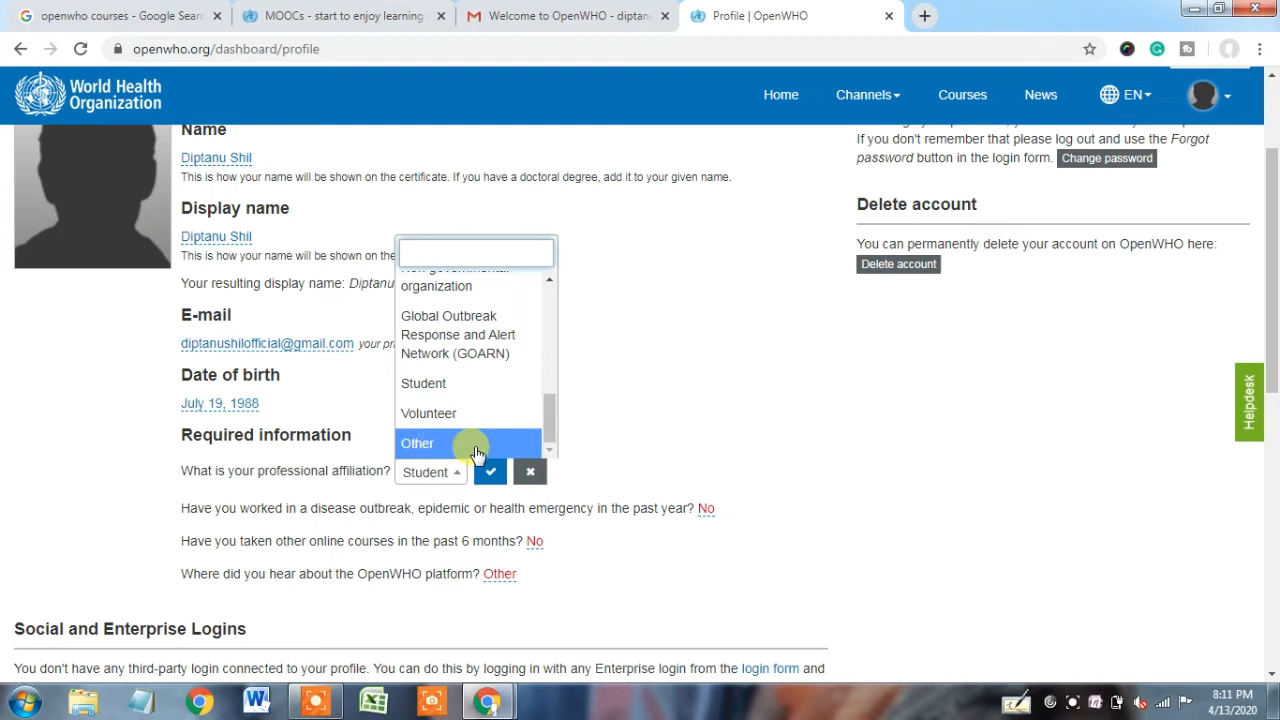 openwho courses - Google Sear
MOOCs - start to enjoy learning
Welcome to OpenWHO - diptan
Profile | OpenWHO
openwho.org/dashboard/profile
World Health
Organization
Home
Channels
Courses
News
EN
Name
Diptanu Shil
This is how your name will be shown on the certificate. If you have a doctoral degree, add it to your given name.
Display name
Diptanu Shil
This is how your name will be shown on the
Your resulting display name: Diptanu
E-mail
diptanushilofficial@gmail.com your pri
Date of birth
July 19, 1988
Required information
What is your professional affiliation?
organization
Global Outbreak
Response and Alert
Network (GOARN)
Student
Volunteer
Other
Student
Have you worked in a disease outbreak, epidemic or health emergency in the past year? No
Have you taken other online courses in the past 6 months? No
Where did you hear about the OpenWHO platform? Other
Social and Enterprise Logins
You don't have any third-party login connected to your profile. You can do this by logging in with any Enterprise login from the login form and
If you don't remember that please log out and use the Forgot
password button in the login form. Change password
Delete account
You can permanently delete your account on OpenWHO here:
Delete account
Helpdesk
8:11 PM
4/13/2020